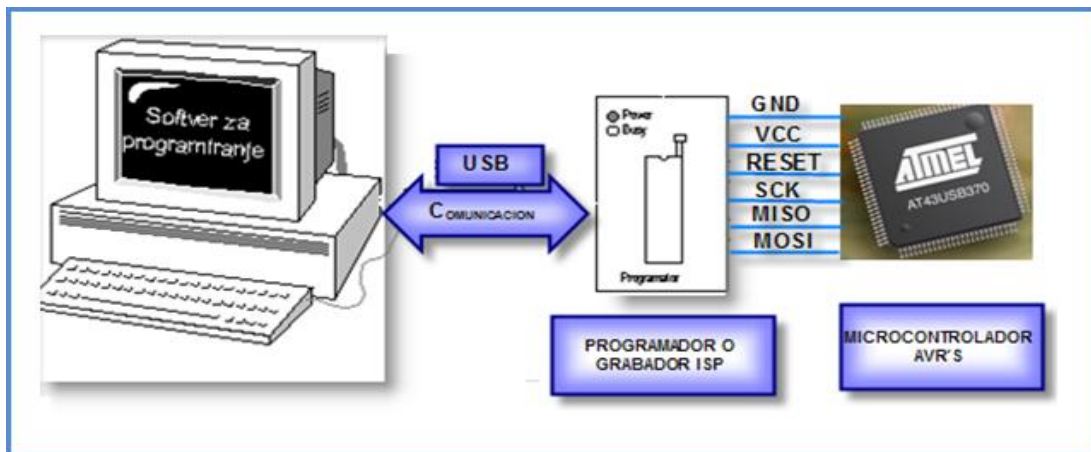 Softver za
programfranje
USB
COMUNICACION
Power
Busy
Programator
GND
VCC
RESET
SCK
MISO
MOSI
ATMEL
AT43USB370
PROGRAMADOR O
GRABADOR ISP
MICROCONTROLADOR
AVR´S